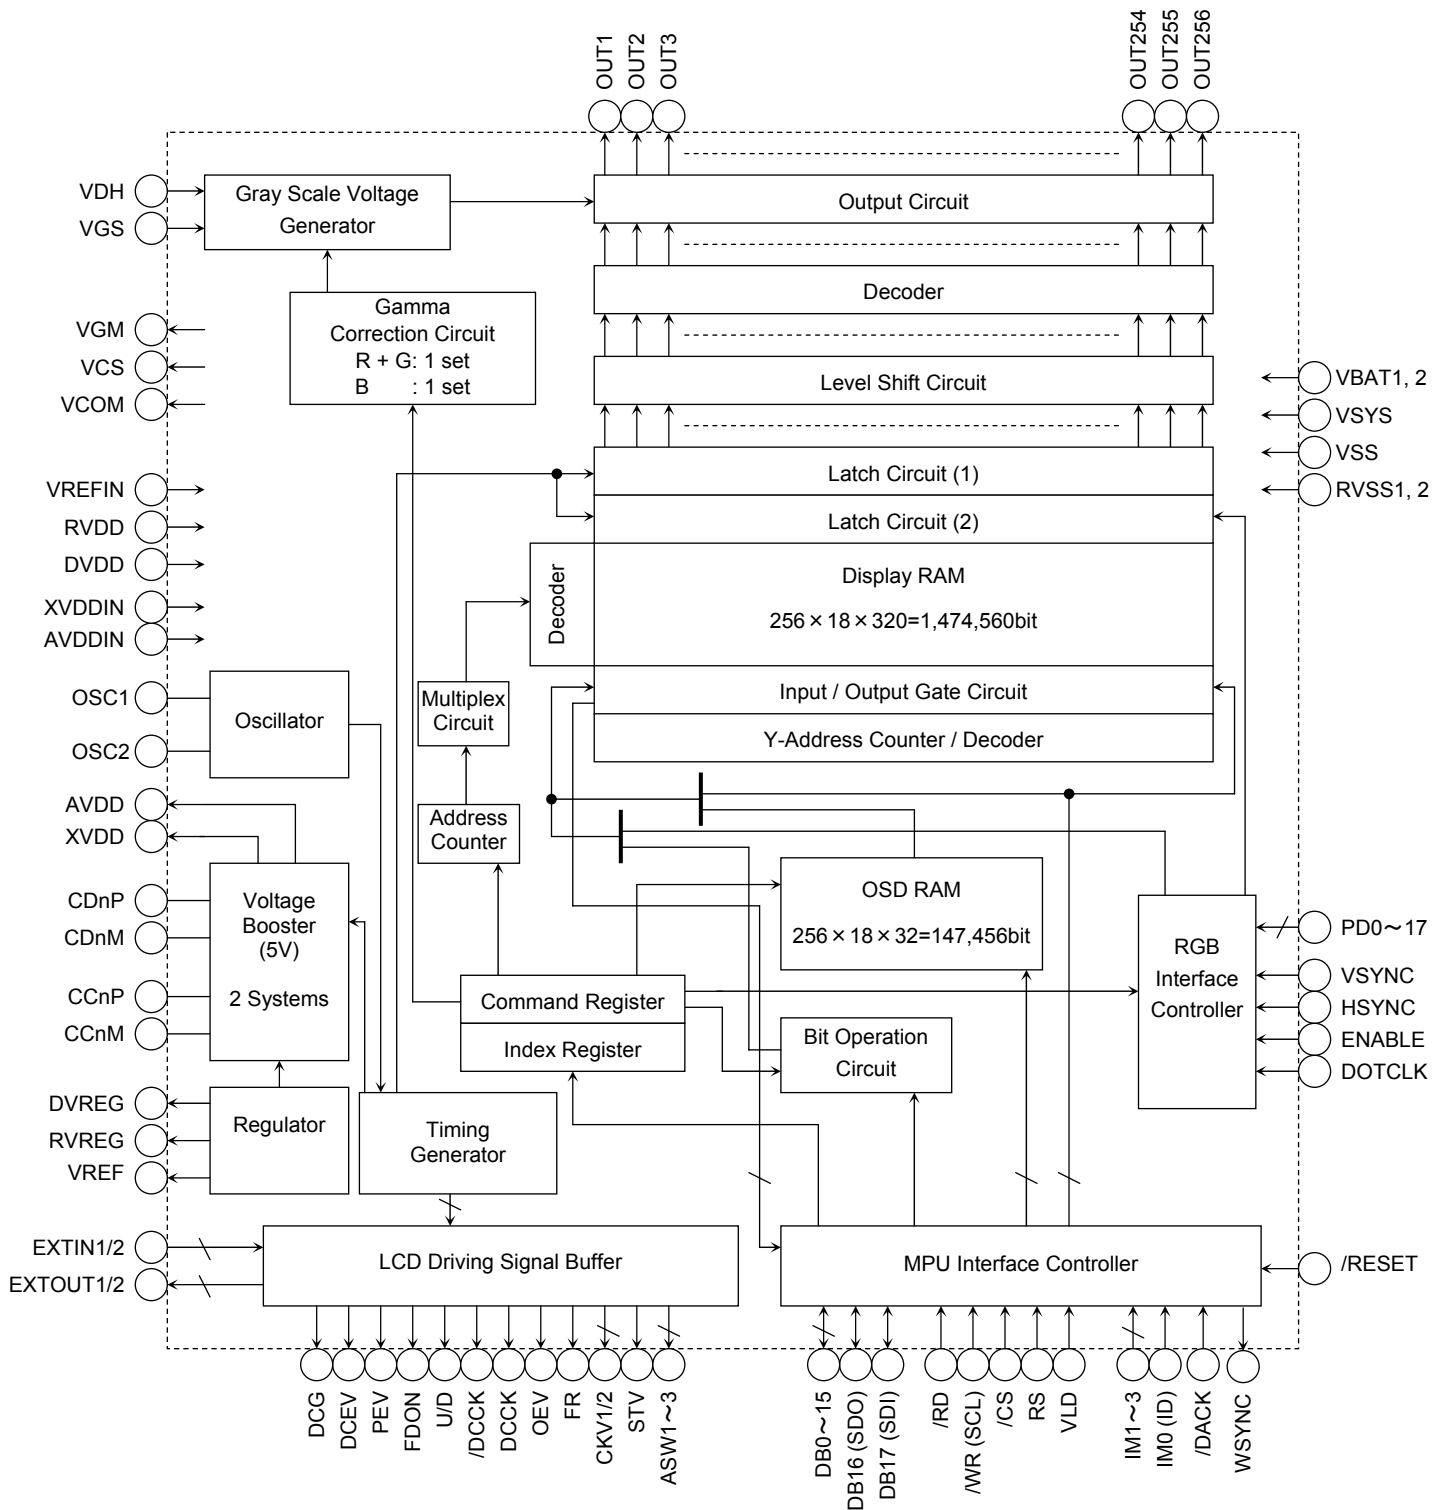 OUT1
OUT2
OUT3
OUT254
OUT255
OUT256
VDH
VGS
Gray Scale Voltage
Generator
Output Circuit
Decoder
Gamma
Correction Circuit
R + G: 1 set
B : 1 set
VGM
VCS
VCOM
Level Shift Circuit
VBAT1, 2
VSYS
VSS
RVSS1, 2
VREFIN
RVDD
DVDD
XVDDIN
AVDDIN
Latch Circuit (1)
Latch Circuit (2)
Decoder
Display RAM
256×18×320=1,474,560bit
Multiplex
Circuit
Input / Output Gate Circuit
Y-Address Counter / Decoder
OSC1
OSC2
Oscillator
AVDD
XVDD
Address
Counter
CDnP
CDnM
CCnP
CCnM
Voltage
Booster
(5V)
2 Systems
OSD RAM
256×18×32=147,456bit
Command Register
Index Register
Bit Operation
Circuit
RGB
Interface
Controller
PD0～17
VSYNC
HSYNC
ENABLE
DOTCLK
DVREG
RVREG
VREF
Regulator
Timing
Generator
EXTIN1/2
EXTOUT1/2
LCD Driving Signal Buffer
MPU Interface Controller
/RESET
DCG
DCEV
PEV
FDON
U/D
/DCCK
DCCK
OEV
FR
CKV1/2
STV
ASW1～3
DB0～15
DB16 (SDO)
DB17 (SDI)
/RD
/WR (SCL)
/CS
RS
VLD
IM1～3
IM0 (ID)
/DACK
WSYNC